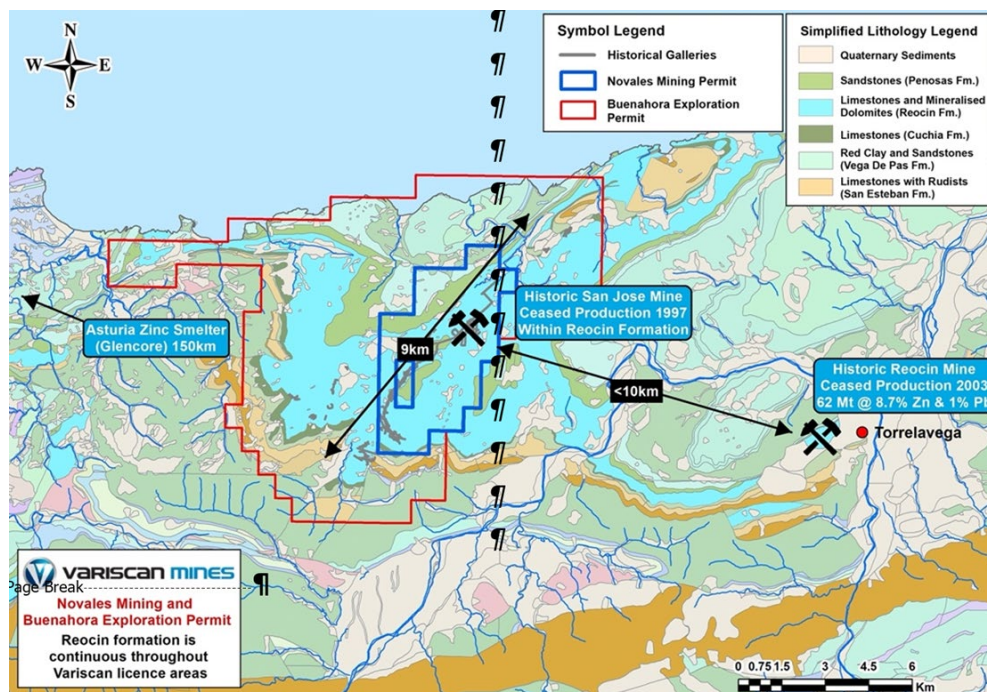 N
W E
S
Symbol Legend
Historical Galleries
Novales Mining Permit
Buenahora Exploration
Permit
Simplified Lithology Legend
Quaternary Sediments
Sandstones (Penosas Fm.)
Limestones and Mineralised
Dolomites (Reocin Fm.)
Limestones (Cuchia Fm.)
Red Clay and Sandstones
(Vega De Pas Fm.)
Limestones with Rudists
(San Esteban Fm.)
¶
¶
¶
¶
¶
¶
¶
¶
¶
¶
¶
¶
¶
Asturia Zinc Smelter
(Glencore) 150km
Historic San Jose Mine
Ceased Production 1997
Within Reocin Formation
9km
<10km
Historic Reocin Mine
Ceased Production 2003
62 Mt @ 8.7% Zn & 1% Pb
Torrelavega
VARISCAN MINES
Page Break ¶
Novales Mining and
Buenahora Exploration Permit
Reocin formation is
continuous throughout
Variscan licence areas
0 0.75 1.5 3 4.5 6
Km